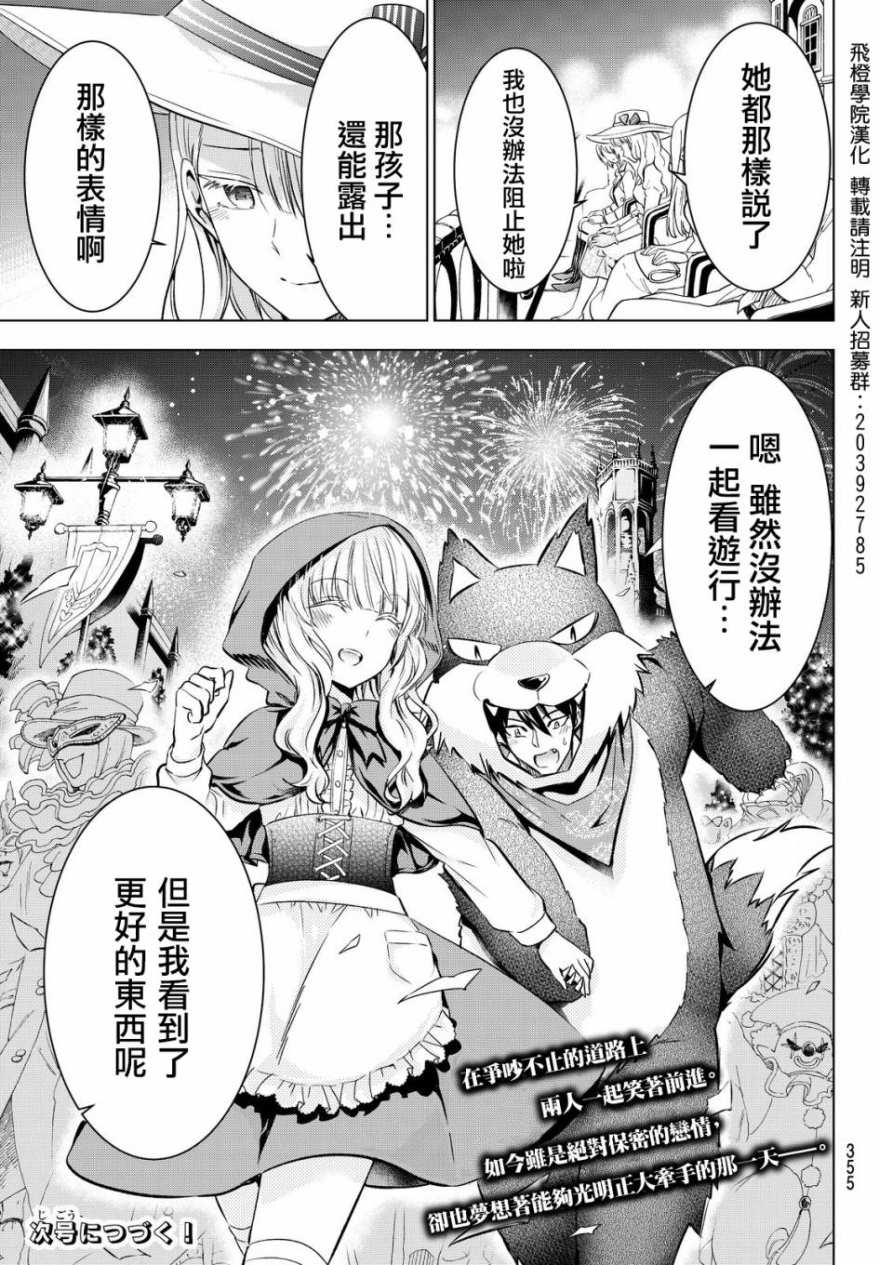 她都那樣說了
我也沒辦法阻止她啦
那孩子…
還能露出
那樣的表情啊
嗯 雖然沒辦法
一起看遊行…
但是我看到了
更好的東西呢
在爭吵不止的道路上
兩人一起笑著前進。
如今雖是絕對保密的戀情，
卻也夢想著能夠光明正大牽手的那一天——。
じごう
次号につづく！
飛橙學院漢化 轉載請注明 新人招募群：20392785
355